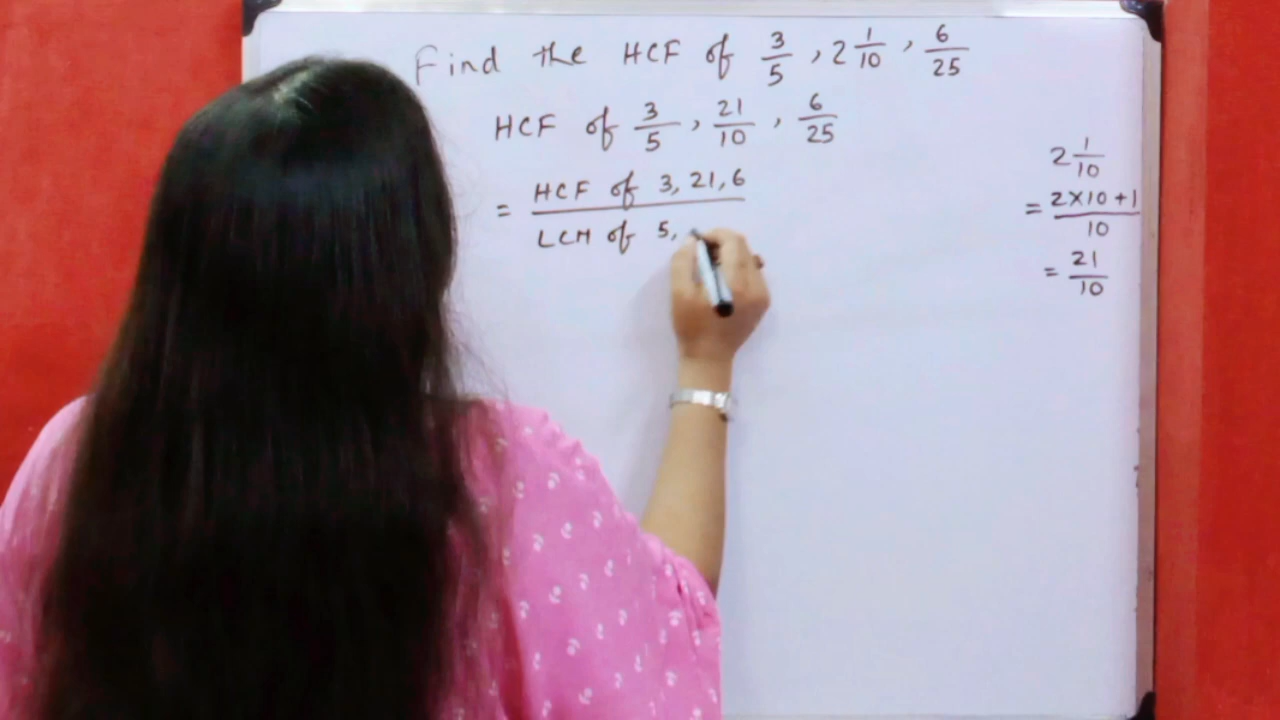 Find the HCF of 3/5 , 2 1/10 , 6/25
HCF of 3/5 , 21/10 , 6/25
= HCF of 3, 21, 6 / LCM of 5,
2 1/10
= 2×10+1 / 10
= 21/10